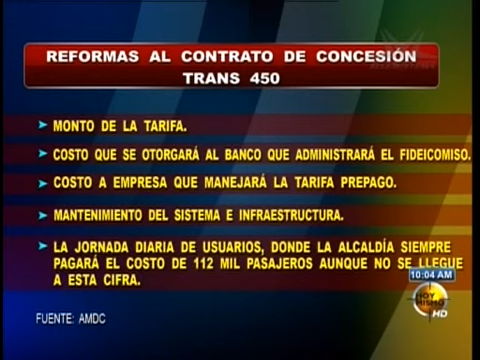 REFORMAS AL CONTRATO DE CONCESIÓN
TRANS 450
MONTO DE LA TARIFA.
COSTO QUE SE OTORGARÁ AL BANCO QUE ADMINISTRARÁ EL FIDEICOMISO.
COSTO A EMPRESA QUE MANEJARÁ LA TARIFA PREPAGO.
MANTENIMIENTO DEL SISTEMA E INFRAESTRUCTURA.
LA JORNADA DIARIA DE USUARIOS, DONDE LA ALCALDÍA SIEMPRE
PAGARÁ EL COSTO DE 112 MIL PASAJEROS AUNQUE NO SE LLEGUE
A ESTA CIFRA.
10:04 AM
HOY
MISMO
HD
FUENTE: AMDC